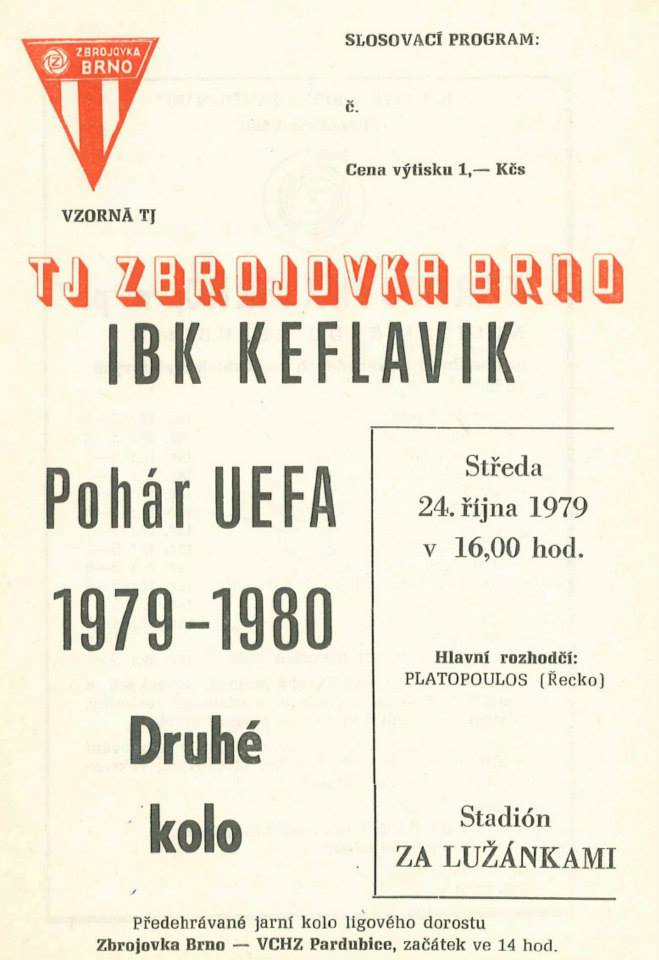 ZBROJOVKA
BRNO
VZORNÁ TJ
SLOSOVACÍ PROGRAM:
č.
Cena výtisku 1,— Kčs
TJ ZBROJOVKA BRNO
IBK KEFLAVIK
Pohár UEFA
1979–1980
Druhé
kolo
Středa
24. října 1979
v 16,00 hod.
Hlavní rozhodčí:
PLATOPOULOS (Řecko)
Stadión
ZA LUŽÁNKAMI
Předehrávané jarní kolo ligového dorostu
Zbrojovka Brno — VCHZ Pardubice, začátek ve 14 hod.